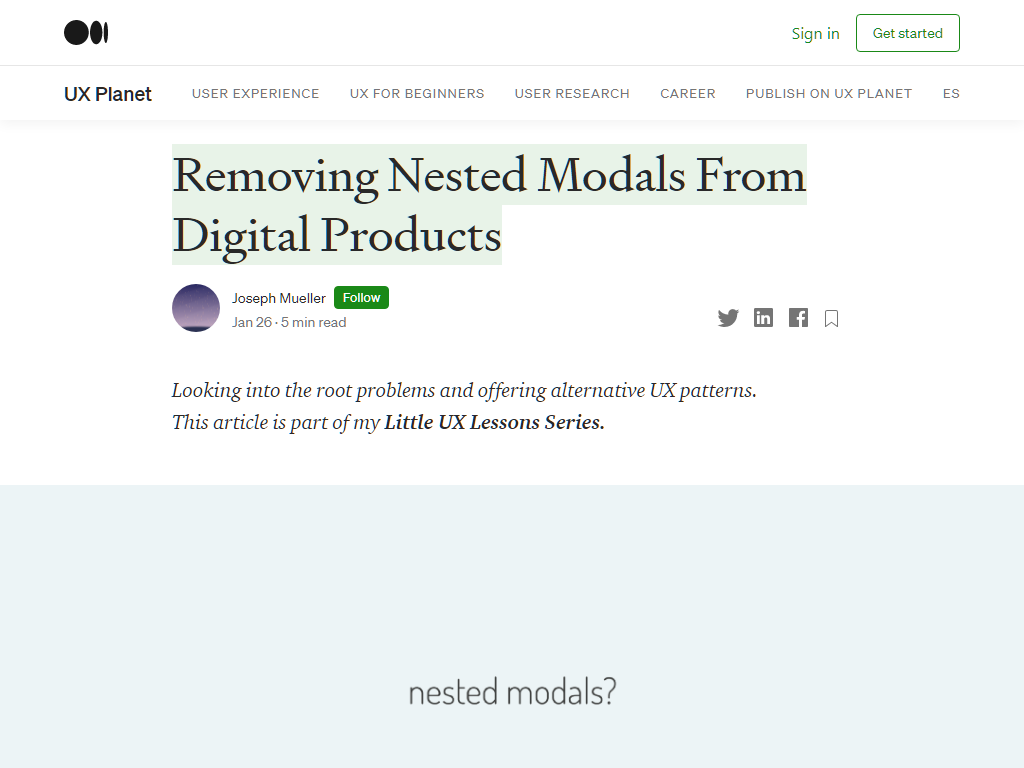 Sign in
Get started
UX Planet
USER EXPERIENCE
UX FOR BEGINNERS
USER RESEARCH
CAREER
PUBLISH ON UX PLANET
ES
Removing Nested Modals From
Digital Products
Joseph Mueller
Follow
Jan 26 · 5 min read
Looking into the root problems and offering alternative UX patterns.
This article is part of my Little UX Lessons Series.
nested modals?